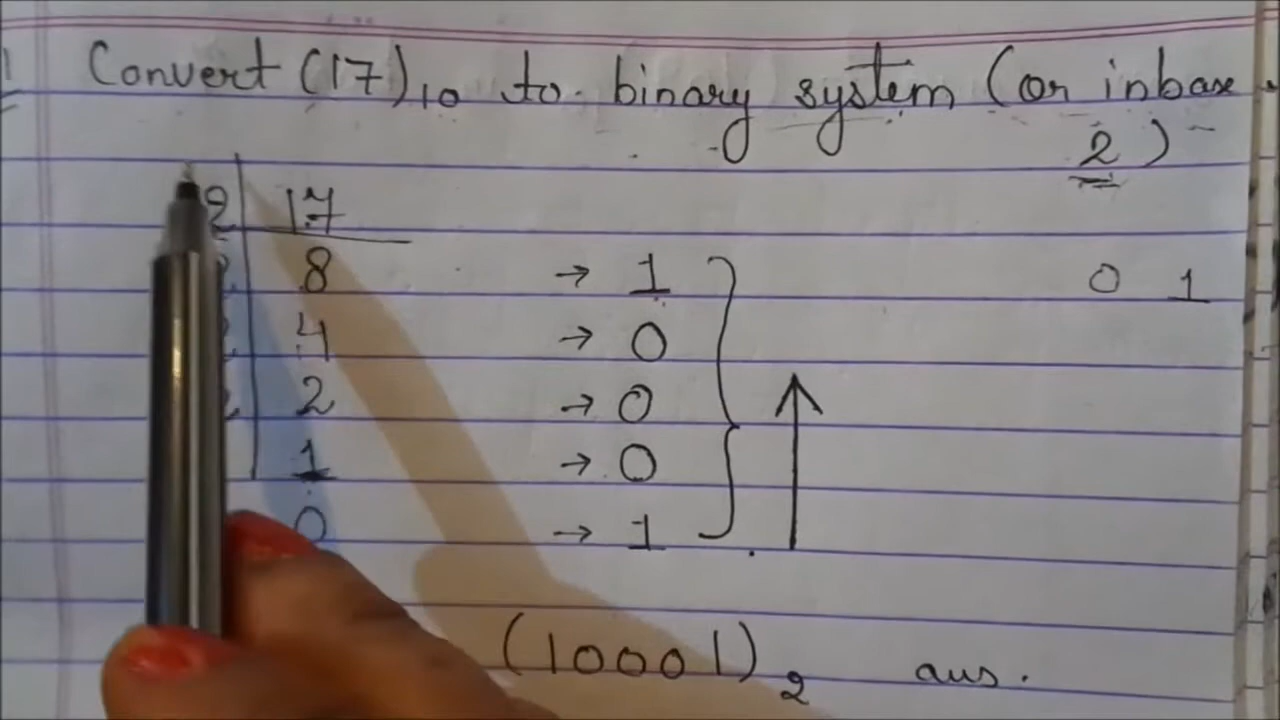 Convert (17)10 to binary system (or in base
2)
2 17
8 → 1
0 1
4 → 0
2 → 0
1 → 0
0 → 1
(10001)2 ans.